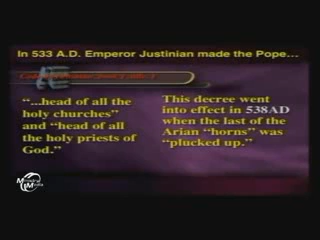 In 533 A.D. Emperor Justinian made the Pope...
“...head of all the
holy churches”
and “head of all
the holy priests of
God.”
This decree went
into effect in 538AD
when the last of the
Arian “horns” was
“plucked up.”